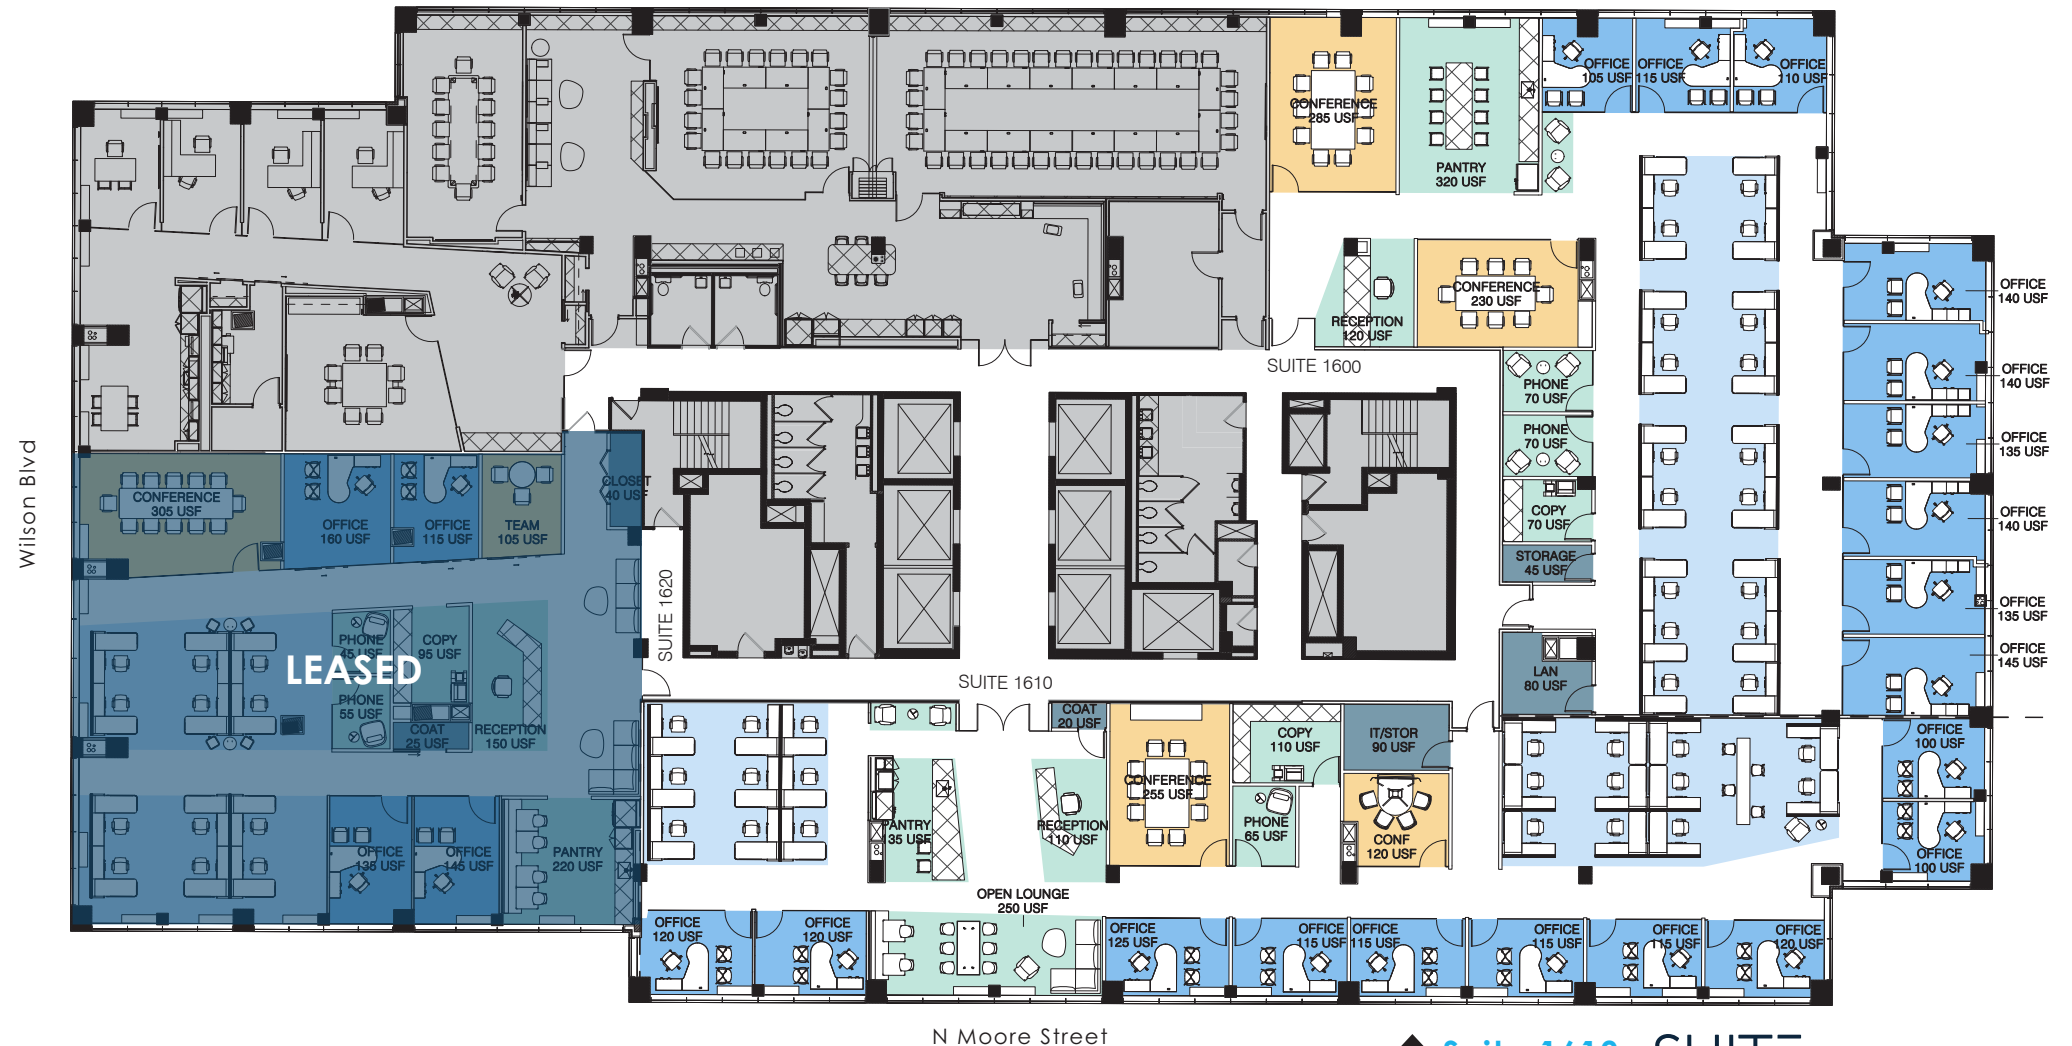 OFFICE
105 USF
OFFICE
115 USF
OFFICE
110 USF
CONFERENCE
285 USF
PANTRY
320 USF
CONFERENCE
230 USF
RECEPTION
120 USF
SUITE 1600
OFFICE
140 USF
OFFICE
140 USF
OFFICE
135 USF
OFFICE
140 USF
OFFICE
135 USF
OFFICE
145 USF
PHONE
70 USF
PHONE
70 USF
COPY
70 USF
STORAGE
45 USF
LAN
80 USF
Wilson Blvd
CONFERENCE
305 USF
OFFICE
160 USF
OFFICE
115 USF
TEAM
105 USF
CLOSET
40 USF
SUITE 1620
PHONE
45 USF
COPY
95 USF
LEASED
PHONE
55 USF
COAT
25 USF
RECEPTION
150 USF
OFFICE
135 USF
OFFICE
145 USF
PANTRY
220 USF
SUITE 1610
COAT
20 USF
COPY
110 USF
IT/STOR
90 USF
CONFERENCE
255 USF
PANTRY
135 USF
RECEPTION
110 USF
PHONE
65 USF
CONF
120 USF
OFFICE
100 USF
OFFICE
100 USF
OPEN LOUNGE
250 USF
OFFICE
120 USF
OFFICE
120 USF
OFFICE
125 USF
OFFICE
115 USF
OFFICE
115 USF
OFFICE
115 USF
OFFICE
115 USF
OFFICE
120 USF
N Moore Street
Suite 1610
SUITE